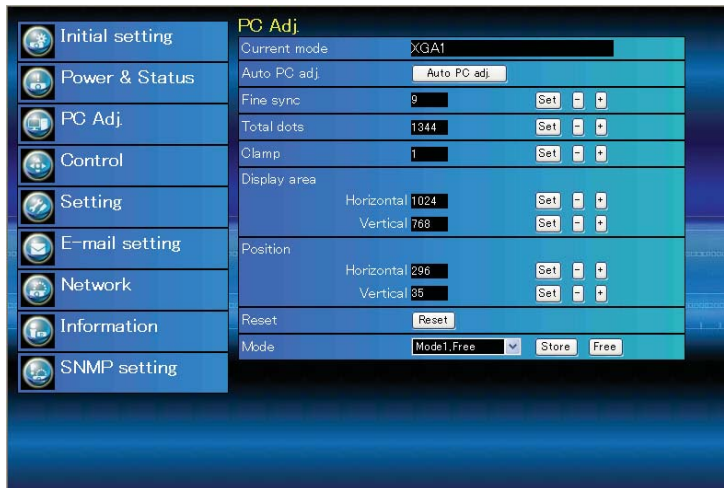 Initial setting
Power & Status
PC Adj.
Control
Setting
E-mail setting
Network
Information
SNMP setting
PC Adj.
Current mode XGA1
Auto PC adj. Auto PC adj.
Fine sync 9 Set - +
Total dots 1344 Set - +
Clamp 1 Set - +
Display area
Horizontal 1024 Set - +
Vertical 768 Set - +
Position
Horizontal 296 Set - +
Vertical 35 Set - +
Reset Reset
Mode Mode1,Free Store Free